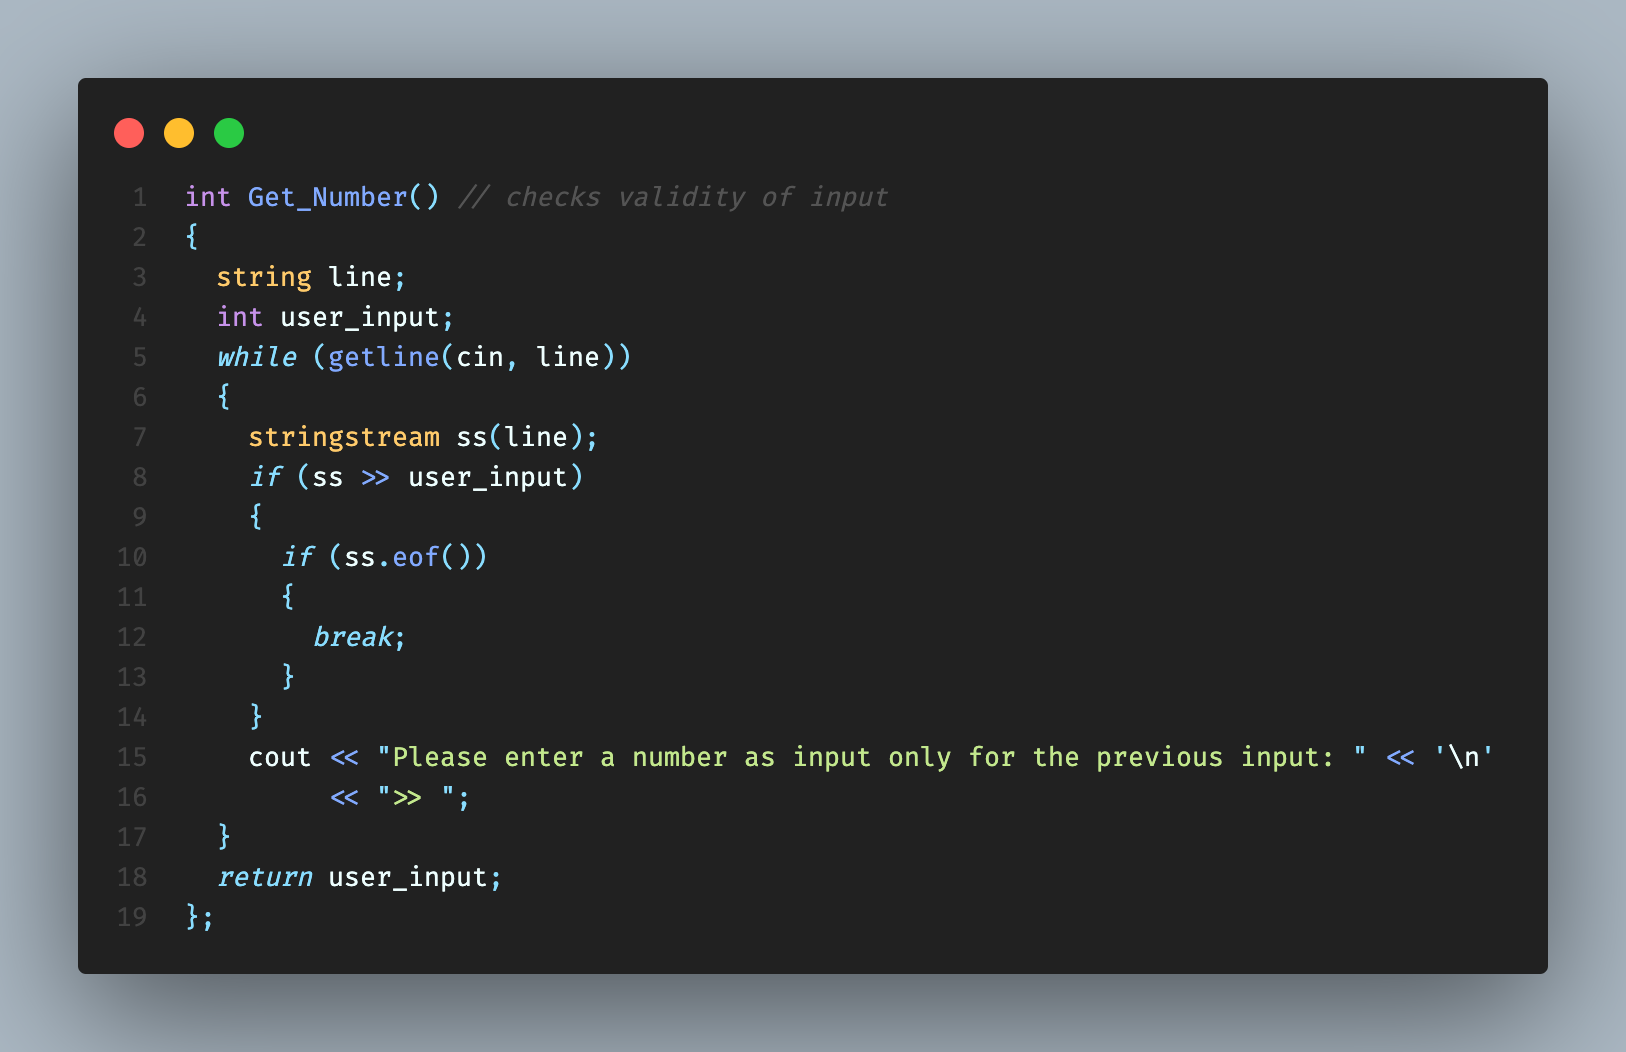 1 int Get_Number() // checks validity of input
2 {
3   string line;
4   int user_input;
5   while (getline(cin, line))
6   {
7     stringstream ss(line);
8     if (ss >> user_input)
9     {
10       if (ss.eof())
11       {
12         break;
13       }
14     }
15     cout << "Please enter a number as input only for the previous input: " << '\n'
16          << ">> ";
17   }
18   return user_input;
19 };